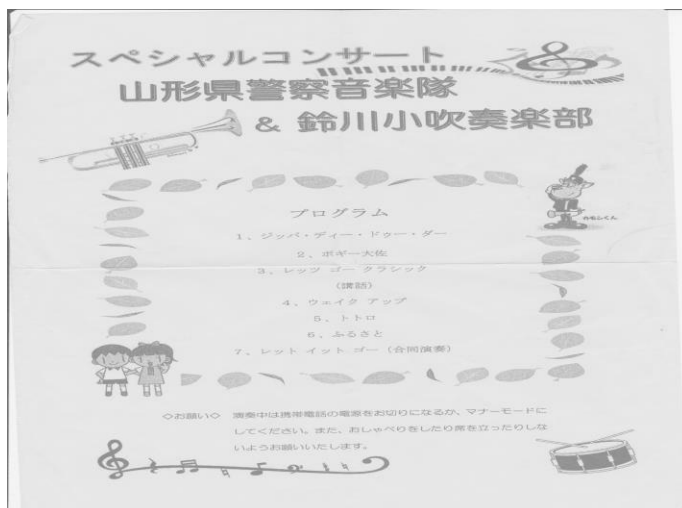 スペシャルコンサート
山形県警察音楽隊
& 鈴川小吹奏楽部
プログラム
1、ジッパ・ディー・ドゥー・ダー
2、ボギー大佐
3、レッツ ゴー クラシック
(講話)
4、ウェイク アップ
5、トトロ
6、ふるさと
7、レット イット ゴー(合同演奏)
◇お願い◇ 演奏中は携帯電話の電源をお切りになるか、マナーモードに
してください。また、おしゃべりをしたり席を立ったりしな
いようお願いいたします。